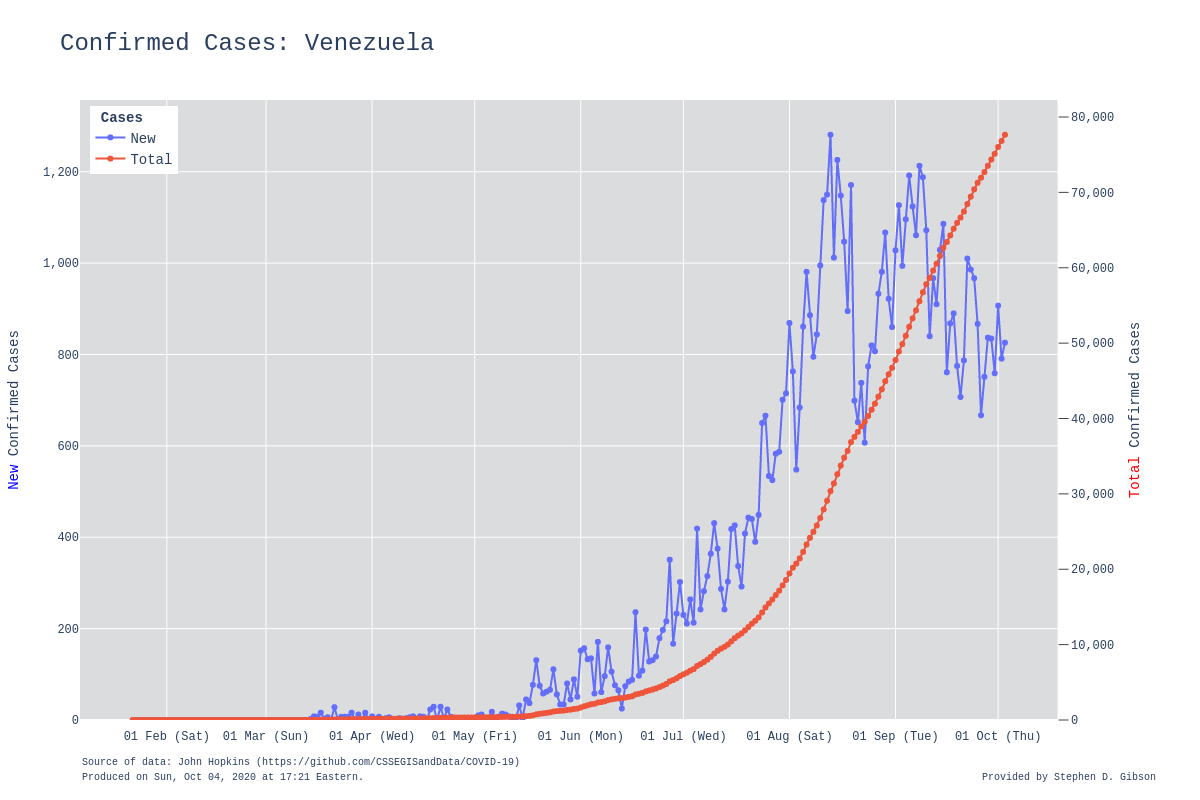 Confirmed Cases: Venezuela
Cases
New
Total
1,200
1,000
800
600
400
200
0
80,000
70,000
60,000
50,000
40,000
30,000
20,000
10,000
0
New Confirmed Cases
Total Confirmed Cases
01 Feb (Sat) 01 Mar (Sun) 01 Apr (Wed) 01 May (Fri) 01 Jun (Mon) 01 Jul (Wed) 01 Aug (Sat) 01 Sep (Tue) 01 Oct (Thu)
Source of data: John Hopkins (https://github.com/CSSEGISandData/COVID-19)
Produced on Sun, Oct 04, 2020 at 17:21 Eastern.
Provided by Stephen D. Gibson